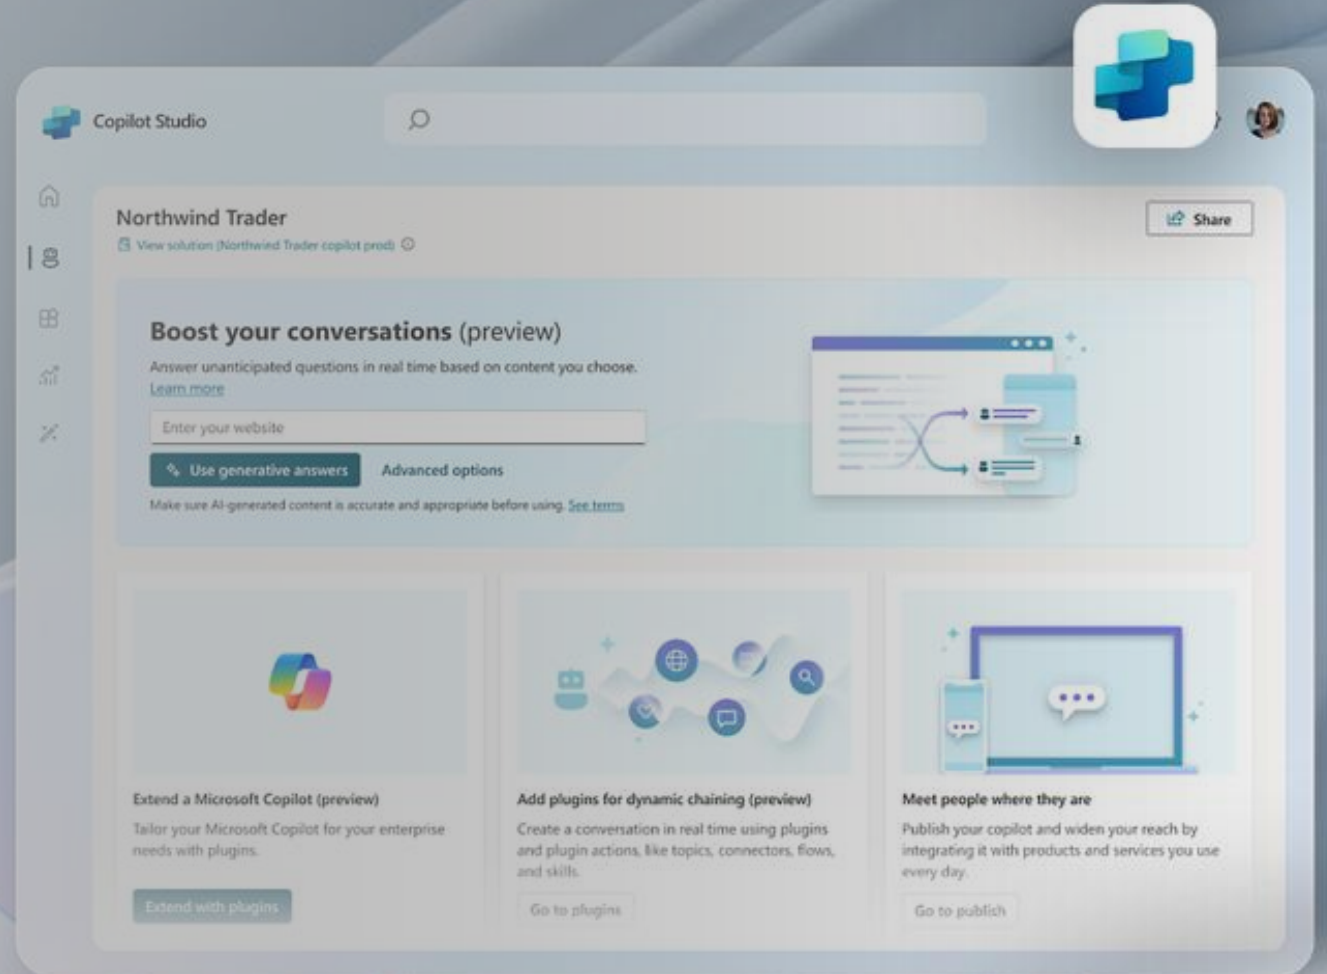 Copilot Studio
Northwind Trader
Share
View solution (Northwind Trader copilot prod)
Boost your conversations (preview)
Answer unanticipated questions in real time based on content you choose.
Learn more
Enter your website
Use generative answers
Advanced options
Make sure AI-generated content is accurate and appropriate before using. See terms
Extend a Microsoft Copilot (preview)
Tailor your Microsoft Copilot for your enterprise
needs with plugins.
Extend with plugins
Add plugins for dynamic chaining (preview)
Create a conversation in real time using plugins
and plugin actions, like topics, connectors, flows,
and skills.
Go to plugins
Meet people where they are
Publish your copilot and widen your reach by
integrating it with products and services you use
every day.
Go to publish